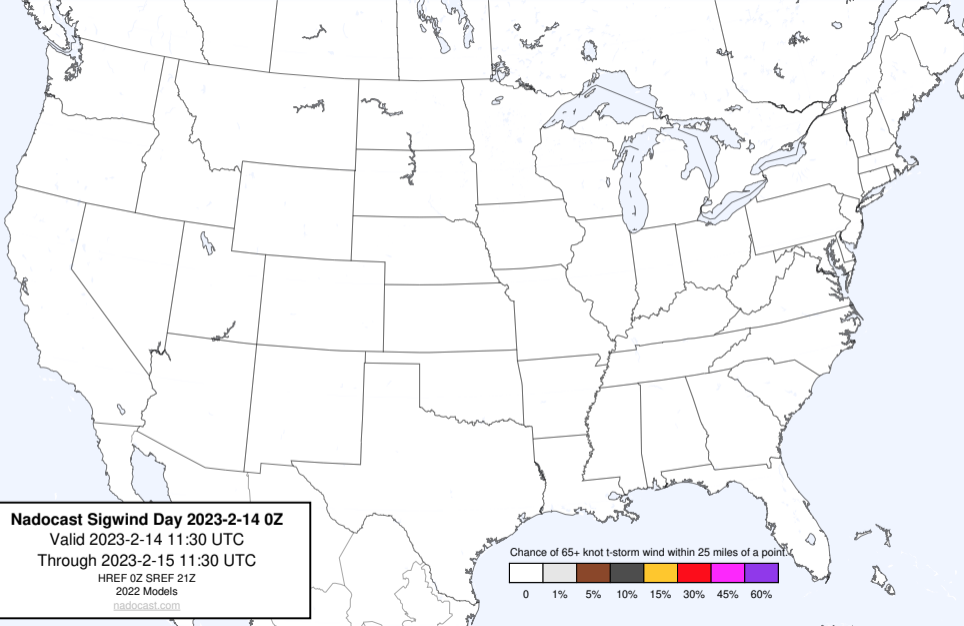 Nadocast Sigwind Day 2023-2-14 0Z
Valid 2023-2-14 11:30 UTC
Through 2023-2-15 11:30 UTC
HREF 0Z SREF 21Z
2022 Models
nadocast.com
Chance of 65+ knot t-storm wind within 25 miles of a point.
0 1% 5% 10% 15% 30% 45% 60%